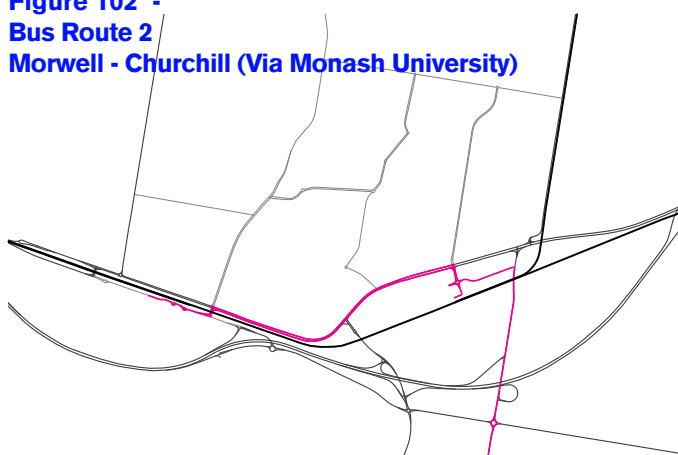 Figure 102 -
Bus Route 2
Morwell - Churchill (Via Monash University)